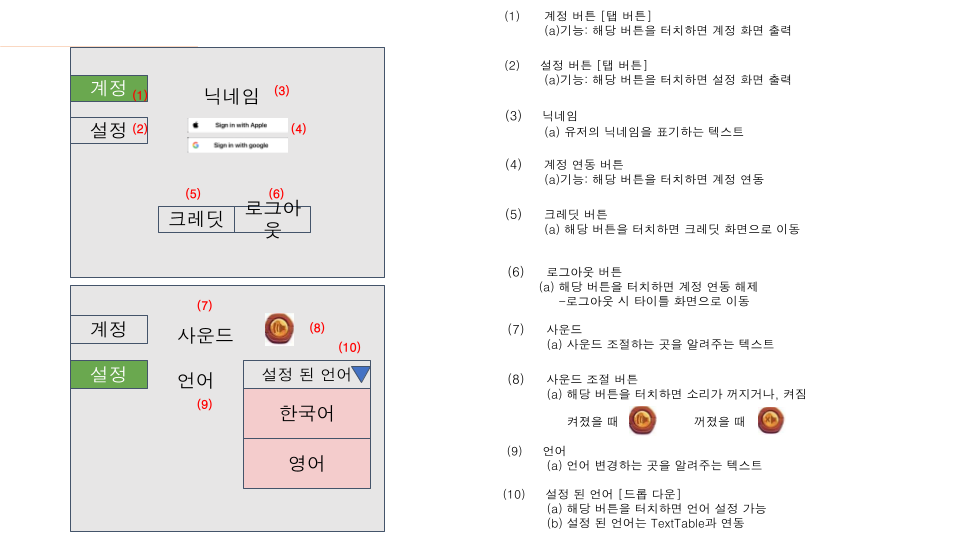 계정
(1)
닉네임
(3)
설정
(2)
Sign in with Apple
(4)
Sign in with google
(5)
(6)
크레딧
로그아
웃
(7)
계정
사운드
(8)
(10)
설정
언어
설정 된 언어
(9)
한국어
영어
(1) 계정 버튼 [탭 버튼]
(a)기능: 해당 버튼을 터치하면 계정 화면 출력
(2) 설정 버튼 [탭 버튼]
(a)기능: 해당 버튼을 터치하면 설정 화면 출력
(3) 닉네임
(a) 유저의 닉네임을 표기하는 텍스트
(4) 계정 연동 버튼
(a)기능: 해당 버튼을 터치하면 계정 연동
(5) 크레딧 버튼
(a) 해당 버튼을 터치하면 크레딧 화면으로 이동
(6) 로그아웃 버튼
(a) 해당 버튼을 터치하면 계정 연동 해제
-로그아웃 시 타이틀 화면으로 이동
(7) 사운드
(a) 사운드 조절하는 곳을 알려주는 텍스트
(8) 사운드 조절 버튼
(a) 해당 버튼을 터치하면 소리가 꺼지거나, 켜짐
켜졌을 때 꺼졌을 때
(9) 언어
(a) 언어 변경하는 곳을 알려주는 텍스트
(10) 설정 된 언어 [드롭 다운]
(a) 해당 버튼을 터치하면 언어 설정 가능
(b) 설정 된 언어는 TextTable과 연동